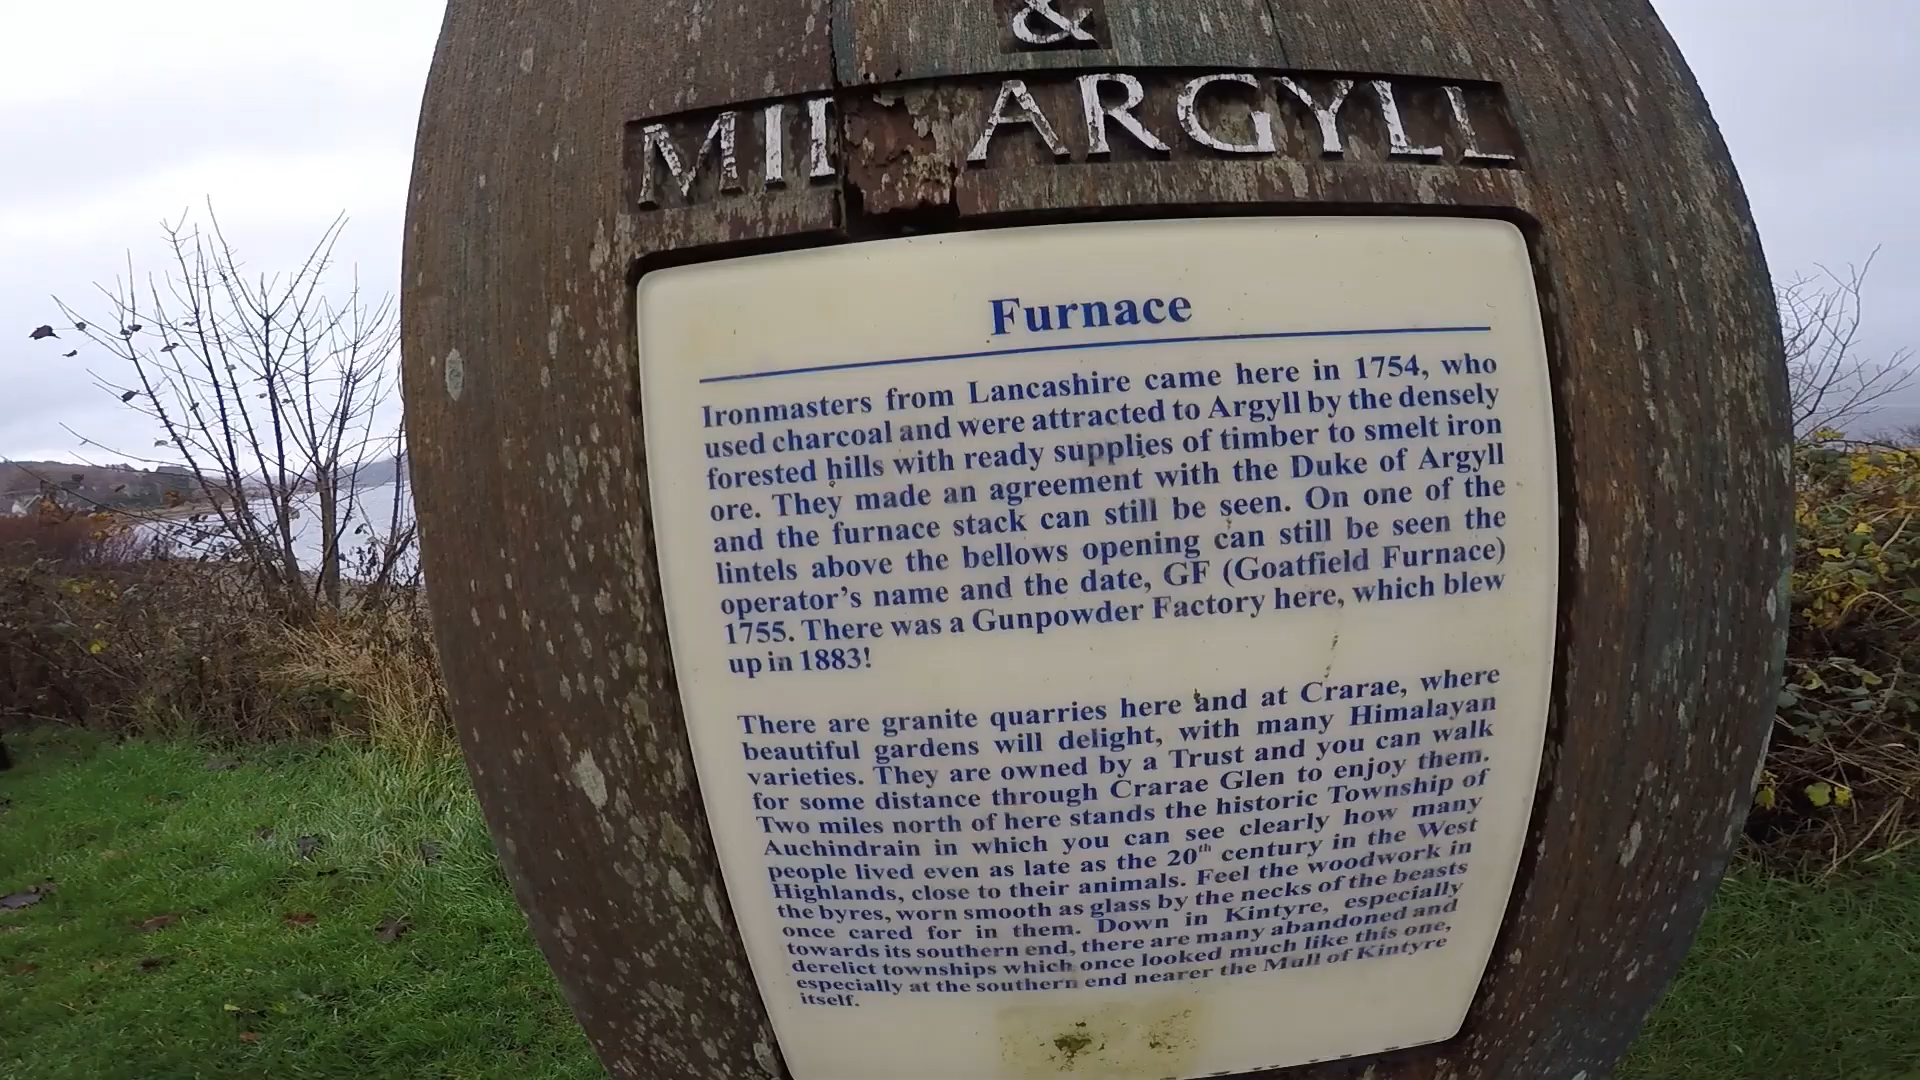 &
ARGYLL
Furnace
Ironmasters from Lancashire came here in 1754, who
used charcoal and were attracted to Argyll by the densely
forested hills with ready supplies of timber to smelt iron
ore. They made an agreement with the Duke of Argyll
and the furnace stack can still be seen. On one of the
lintels above the bellows opening can still be seen the
operator's name and the date, GF (Goatfield Furnace)
1755. There was a Gunpowder Factory here, which blew
up in 1883!
There are granite quarries here and at Crarae, where
beautiful gardens will delight, with many Himalayan
varieties. They are owned by a Trust and you can walk
for some distance through Crarae Glen to enjoy them.
Two miles north of here stands the historic Township of
Auchindrain in which you can see clearly how many
people lived even as late as the 20th century in the West
Highlands, close to their animals. Feel the woodwork in
the byres, worn smooth as glass by the necks of the beasts
once cared for in them. Down in Kintyre, especially
towards its southern end, there are many abandoned and
derelict townships which once looked much like this one,
especially at the southern end nearer the Mull of Kintyre
itself.